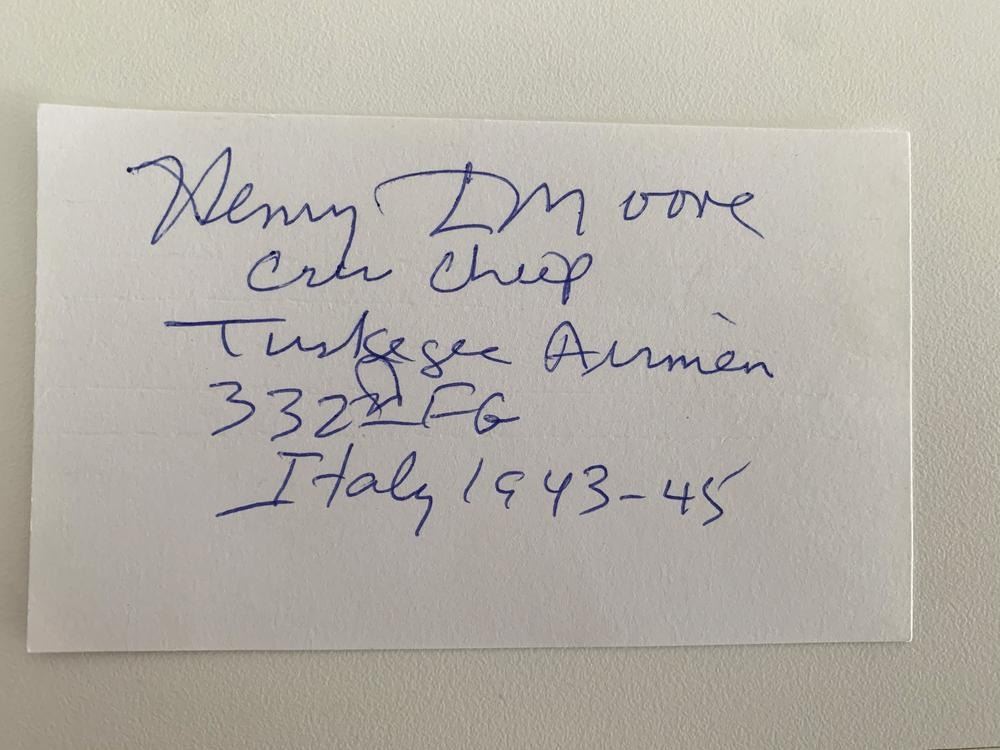 Henry L Moore
Crew Chief
Tuskegee Airmen
332nd FG
Italy 1943-45